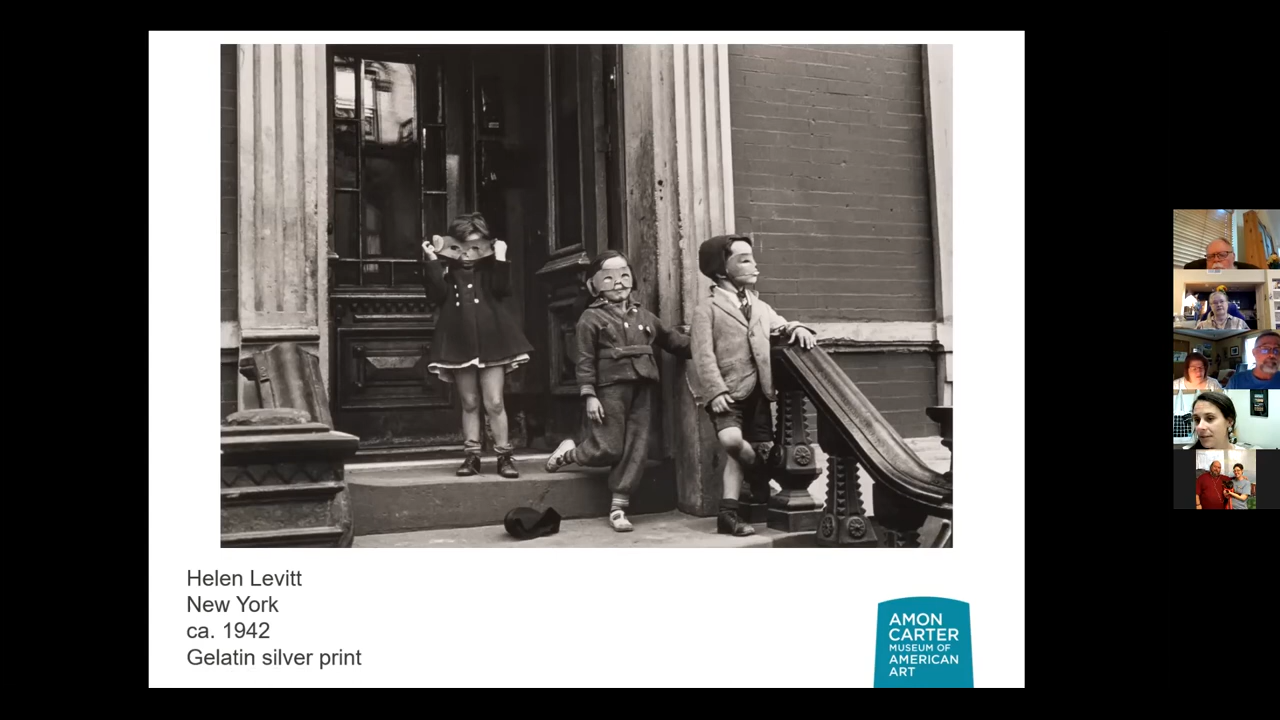 Helen Levitt
New York
ca. 1942
Gelatin silver print
AMON
CARTER
MUSEUM OF
AMERICAN
ART